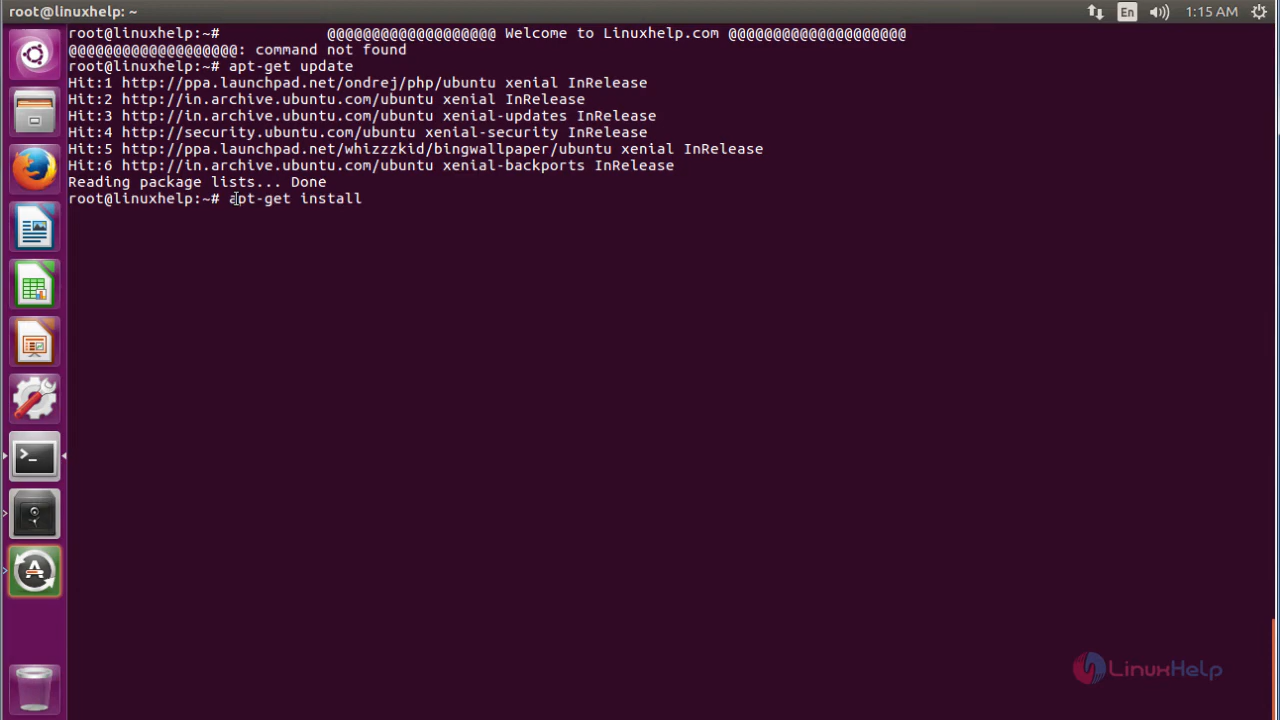 root@linuxhelp: ~
En
1:15 AM
root@linuxhelp:~#            @@@@@@@@@@@@@@@@@@@ Welcome to Linuxhelp.com @@@@@@@@@@@@@@@@@@@@
@@@@@@@@@@@@@@@@@@@: command not found
root@linuxhelp:~# apt-get update
Hit:1 http://ppa.launchpad.net/ondrej/php/ubuntu xenial InRelease
Hit:2 http://in.archive.ubuntu.com/ubuntu xenial InRelease
Hit:3 http://in.archive.ubuntu.com/ubuntu xenial-updates InRelease
Hit:4 http://security.ubuntu.com/ubuntu xenial-security InRelease
Hit:5 http://ppa.launchpad.net/whizzzkid/bingwallpaper/ubuntu xenial InRelease
Hit:6 http://in.archive.ubuntu.com/ubuntu xenial-backports InRelease
Reading package lists... Done
root@linuxhelp:~# apt-get install
LinuxHelp